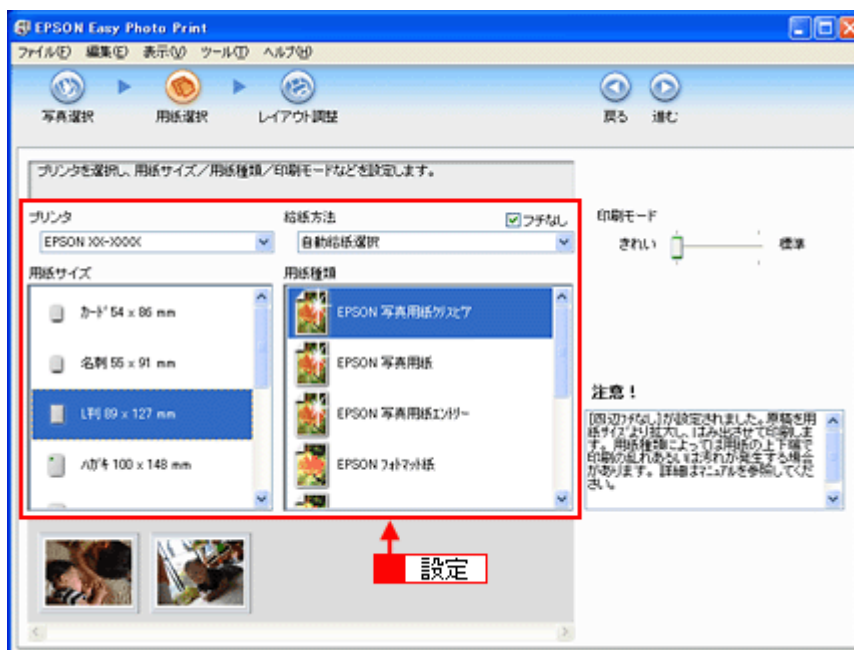 EPSON Easy Photo Print
ファイル(F) 編集(E) 表示(V) ツール(T) ヘルプ(H)
写真選択 用紙選択 レイアウト調整 戻る 進む
プリンタを選択し、用紙サイズ/用紙種類/印刷モードなどを設定します。
プリンタ
EPSON XX-XXXX
給紙方法
フチなし
自動給紙選択
用紙サイズ
カード 54 x 86 mm
名刺 55 x 91 mm
L判 89 x 127 mm
ハガキ 100 x 148 mm
用紙種類
EPSON 写真用紙クリスピア
EPSON 写真用紙
EPSON 写真用紙エントリー
EPSON フォトマット紙
印刷モード
きれい 標準
注意!
[四辺フチなし]が設定されました。原稿を用
紙サイズより拡大し、はみ出させて印刷しま
す。用紙種類によっては用紙の上下端で
印刷の乱れあるいは汚れが発生する場合
があります。詳細はマニュアルを参照してくだ
さい。
設定